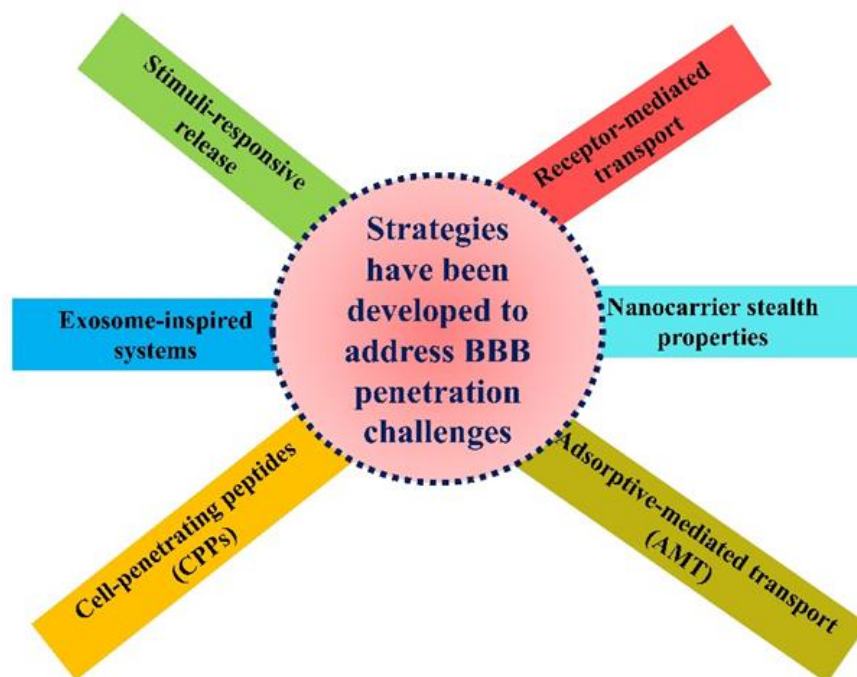 Stimuli-responsive
release
Receptor-mediated
transport
Strategies
have been
developed to
address BBB
penetration
challenges
Exosome-inspired
systems
Nanocarrier stealth
properties
Cell-penetrating peptides
(CPPs)
Adsorptive-mediated transport
(AMT)